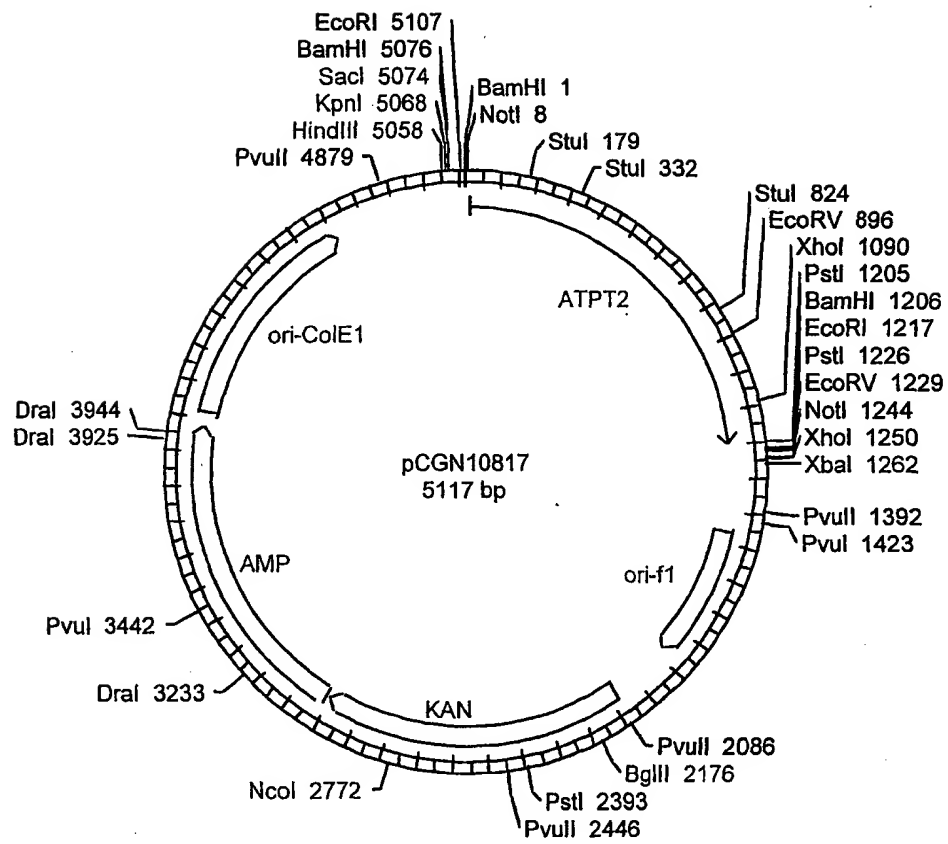 EcoRI 5107
BamHI 5076
SacI 5074
KpnI 5068
HindIII 5058
PvuII 4879
BamHI 1
NotI 8
StuI 179
StuI 332
StuI 824
EcoRV 896
XhoI 1090
PstI 1205
BamHI 1206
EcoRI 1217
PstI 1226
EcoRV 1229
NotI 1244
XhoI 1250
XbaI 1262
PvuII 1392
PvuI 1423
ATPT2
ori-ColE1
DraI 3944
DraI 3925
pCGN10817
5117 bp
ori-f1
AMP
PvuI 3442
DraI 3233
KAN
NcoI 2772
PvuII 2086
BglII 2176
PstI 2393
PvuII 2446